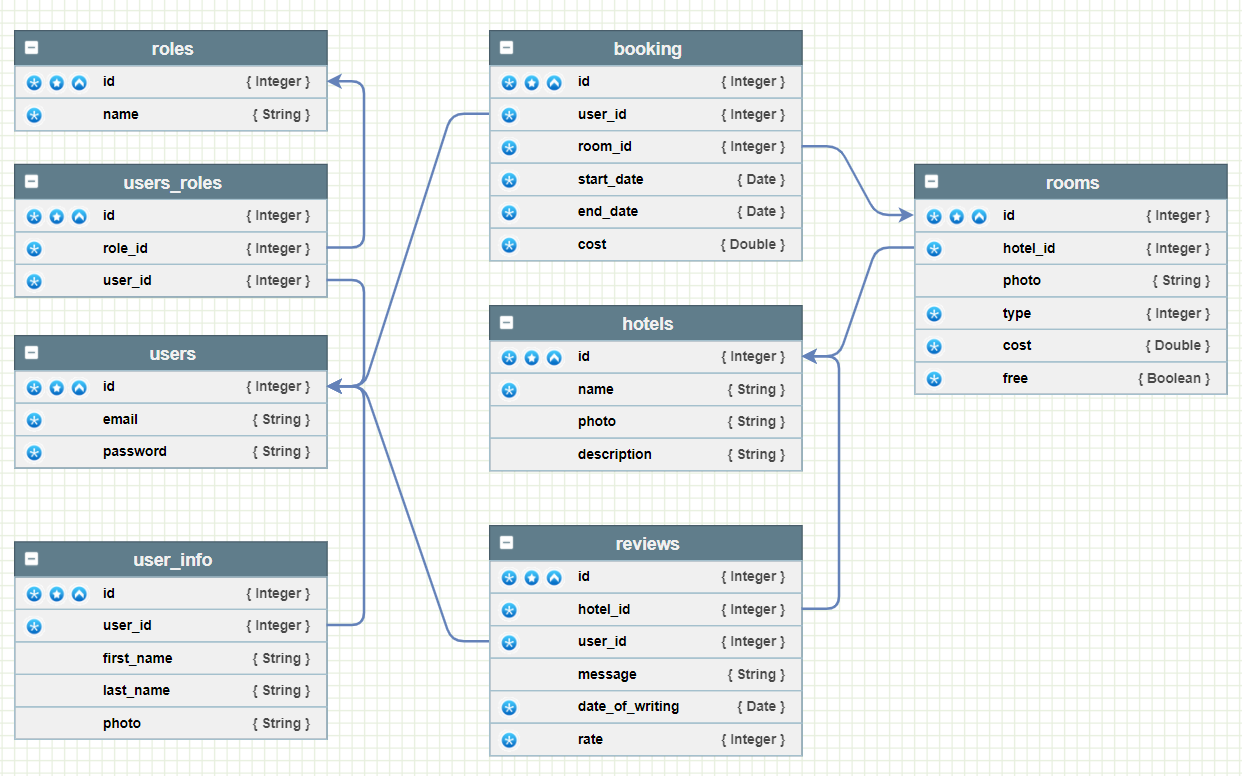 roles
id { Integer }
name { String }
users_roles
id { Integer }
role_id { Integer }
user_id { Integer }
users
id { Integer }
email { String }
password { String }
user_info
id { Integer }
user_id { Integer }
first_name { String }
last_name { String }
photo { String }
booking
id { Integer }
user_id { Integer }
room_id { Integer }
start_date { Date }
end_date { Date }
cost { Double }
hotels
id { Integer }
name { String }
photo { String }
description { String }
reviews
id { Integer }
hotel_id { Integer }
user_id { Integer }
message { String }
date_of_writing { Date }
rate { Integer }
rooms
id { Integer }
hotel_id { Integer }
photo { String }
type { Integer }
cost { Double }
free { Boolean }